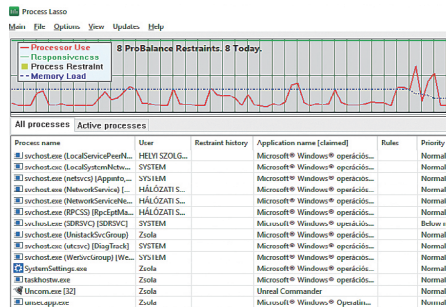 Process Lasso
Main File Options View Updates Help
Processor Use
Responsiveness
Process Restraint
Memory Load
8 ProBalance Restraints. 8 Today.
All processes Active processes
Process name User Restraint history Application name [claimed] Rules Priority
svchost.exe (LocalServicePeerN... HELYI SZOLG... Microsoft® Windows® operációs... Normal
svchost.exe (LocalSystemNetw... SYSTEM Microsoft® Windows® operációs... Normal
svchost.exe (netsvcs) [Appinfo,... SYSTEM Microsoft® Windows® operációs... Normal
svchost.exe (NetworkService) [... HÁLÓZATI S... Microsoft® Windows® operációs... Normal
svchost.exe (NetworkServiceNe... HÁLÓZATI S... Microsoft® Windows® operációs... Normal
svchost.exe (RPCSS) [RpcEptMa... HÁLÓZATI S... Microsoft® Windows® operációs... Normal
svchost.exe (SDRSVC) [SDRSVC] SYSTEM Microsoft® Windows® operációs... Below n
svchost.exe (UnistackSvcGroup) Zsola Microsoft® Windows® operációs... Normal
svchost.exe (utcsvc) [DiagTrack] SYSTEM Microsoft® Windows® operációs... Normal
svchost.exe (WerSvcGroup) [We... SYSTEM Microsoft® Windows® operációs... Normal
SystemSettings.exe Zsola Microsoft® Windows® operációs... Normal
taskhostw.exe Zsola Microsoft® Windows® operációs... Normal
Uncom.exe [32] Zsola Unreal Commander Normal
Zsola Microsoft® Windows® Operatin... Normal